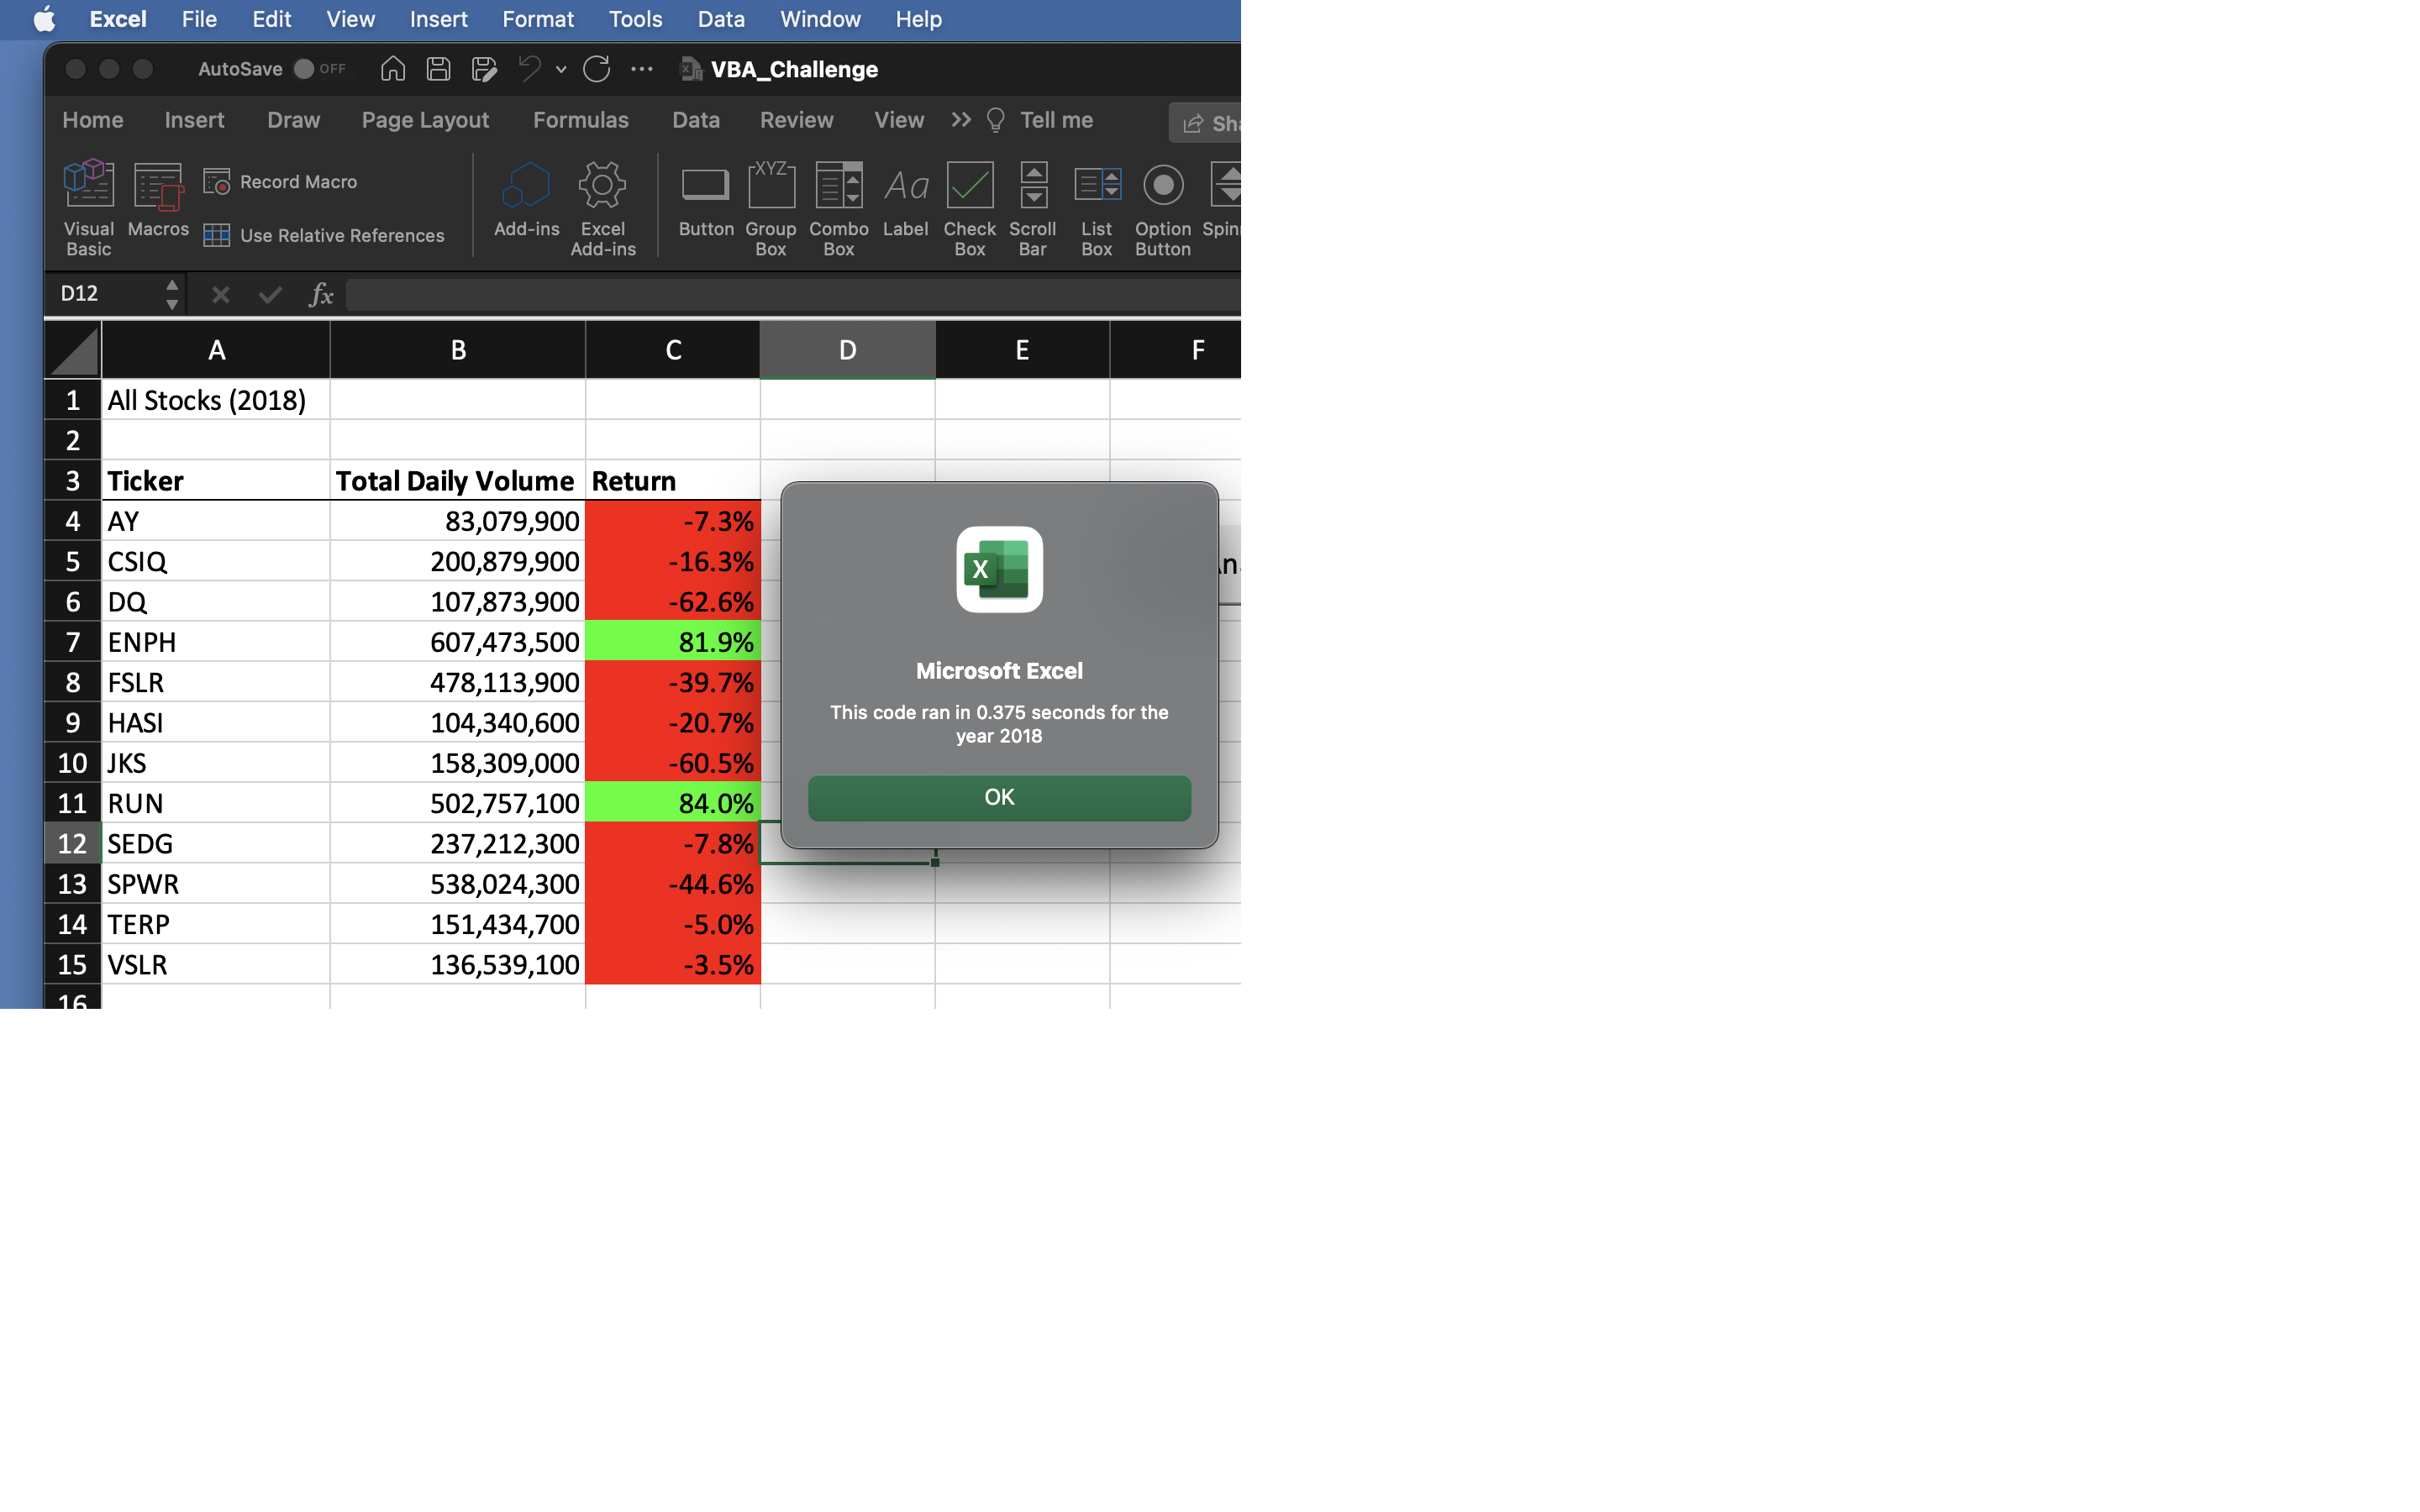 Excel File Edit View Insert Format Tools Data Window Help
AutoSave OFF VBA_Challenge
Home Insert Draw Page Layout Formulas Data Review View Tell me
Visual Basic
Macros
Record Macro
Use Relative References
Add-ins
Excel Add-ins
Button
XYZ
Group Box
Combo Box
Aa
Label
Check Box
Scroll Bar
List Box
Option Button
D12 fx
A B C D E F
1 All Stocks (2018)
2
3 Ticker Total Daily Volume Return
4 AY 83,079,900 -7.3%
5 CSIQ 200,879,900 -16.3%
6 DQ 107,873,900 -62.6%
7 ENPH 607,473,500 81.9%
8 FSLR 478,113,900 -39.7%
9 HASI 104,340,600 -20.7%
10 JKS 158,309,000 -60.5%
11 RUN 502,757,100 84.0%
12 SEDG 237,212,300 -7.8%
13 SPWR 538,024,300 -44.6%
14 TERP 151,434,700 -5.0%
15 VSLR 136,539,100 -3.5%
16
X
Microsoft Excel
This code ran in 0.375 seconds for the
year 2018
OK